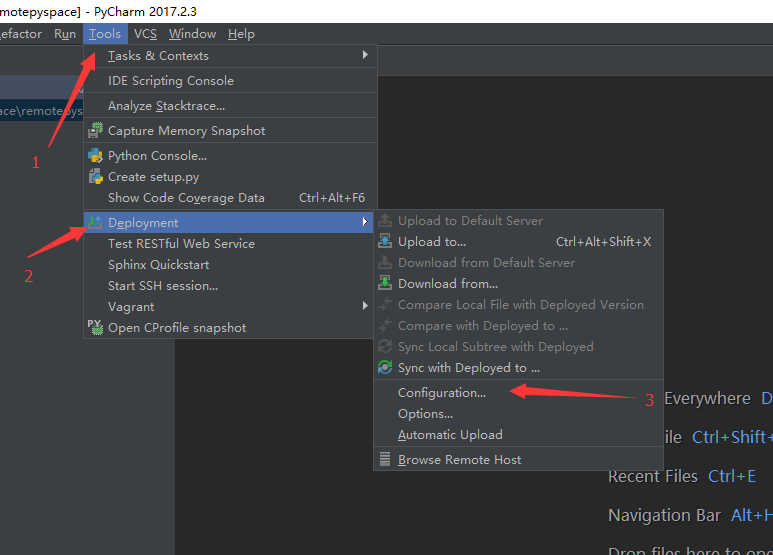 motepyspace] - PyCharm 2017.2.3
efactor Run Tools VCS Window Help
ace\remotepys
1
Tasks & Contexts
IDE Scripting Console
Analyze Stacktrace...
Capture Memory Snapshot
Python Console...
Create setup.py
Show Code Coverage Data Ctrl+Alt+F6
2
Deployment
Test RESTful Web Service
Sphinx Quickstart
Start SSH session...
Vagrant
PY Open CProfile snapshot
Upload to Default Server
Upload to... Ctrl+Alt+Shift+X
Download from Default Server
Download from...
Compare Local File with Deployed Version
Compare with Deployed to ...
Sync Local Subtree with Deployed
Sync with Deployed to ...
Configuration...
3
Options...
Automatic Upload
Browse Remote Host
Everywhere D
ile Ctrl+Shift+
Recent Files Ctrl+E
Navigation Bar Alt+H
Drop files here to ope